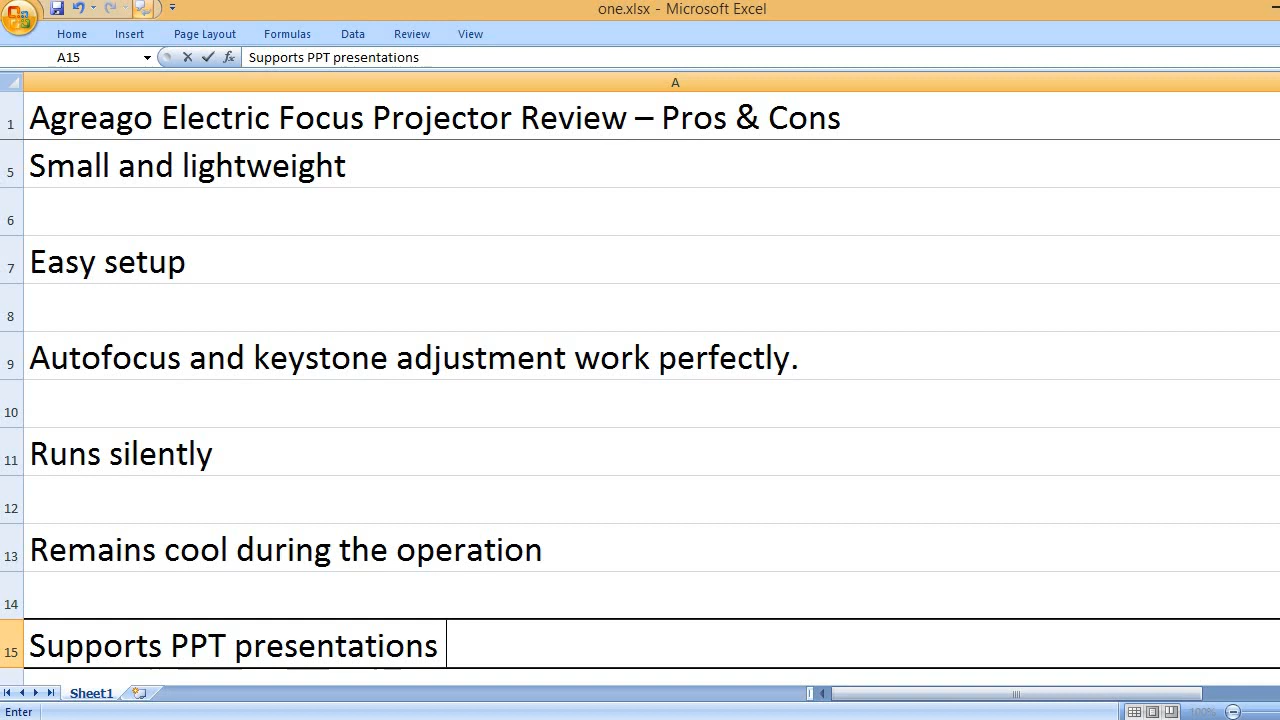 one.xlsx - Microsoft Excel
Home Insert Page Layout Formulas Data Review View
A15 fx Supports PPT presentations
A
1 Agreago Electric Focus Projector Review – Pros & Cons
5 Small and lightweight
6
7 Easy setup
8
9 Autofocus and keystone adjustment work perfectly.
10
11 Runs silently
12
13 Remains cool during the operation
14
15 Supports PPT presentations
Sheet1
Enter 100%